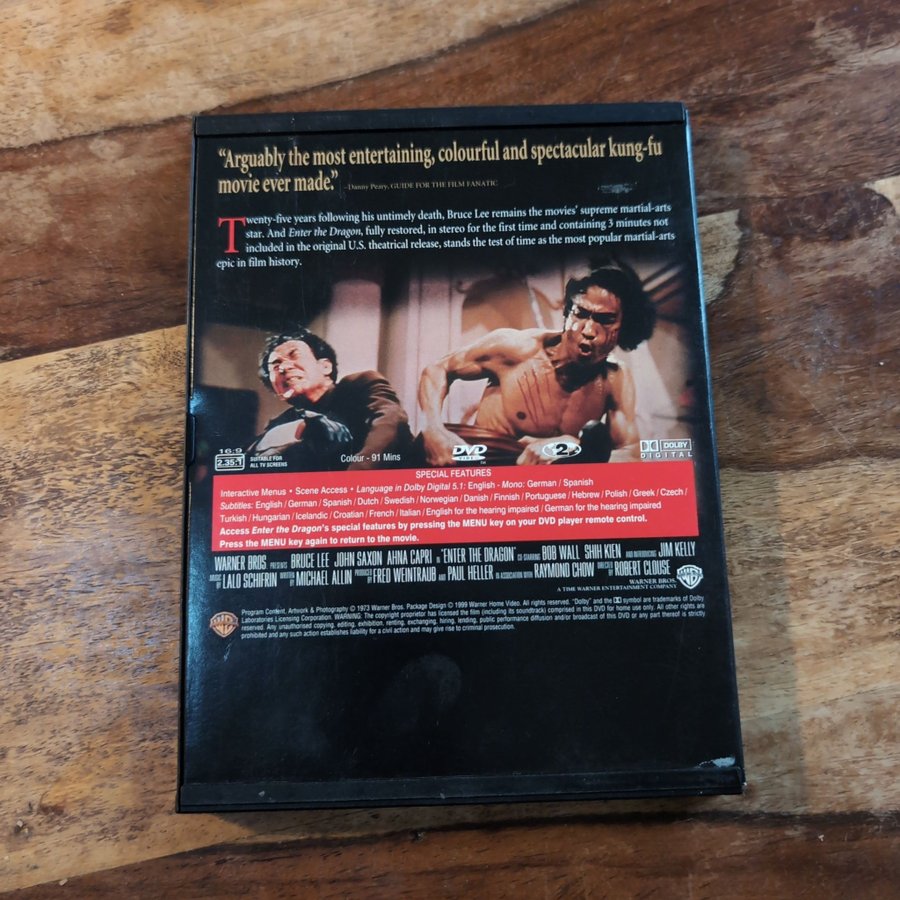 “Arguably the most entertaining, colourful and spectacular kung-fu
movie ever made.” –Danny Peary, GUIDE FOR THE FILM FANATIC
Twenty-five years following his untimely death, Bruce Lee remains the movies’ supreme martial-arts
star. And Enter the Dragon, fully restored, in stereo for the first time and containing 3 minutes not
included in the original U.S. theatrical release, stands the test of time as the most popular martial-arts
epic in film history.
16:9
2.35:1
SUITABLE FOR
ALL TV SCREENS
Colour - 91 Mins
DVD
VIDEO
2
DOLBY
DIGITAL
SPECIAL FEATURES
Interactive Menus • Scene Access • Language in Dolby Digital 5.1: English - Mono: German / Spanish
Subtitles: English / German / Spanish / Dutch / Swedish / Norwegian / Danish / Finnish / Portuguese / Hebrew / Polish / Greek / Czech /
Turkish / Hungarian / Icelandic / Croatian / French / Italian / English for the hearing impaired / German for the hearing impaired
Access Enter the Dragon's special features by pressing the MENU key on your DVD player remote control.
Press the MENU key again to return to the movie.
WARNER BROS PRESENTS BRUCE LEE JOHN SAXON AHNA CAPRI IN "ENTER THE DRAGON" CO-STARRING BOB WALL SHIH KIEN AND INTRODUCING JIM KELLY
MUSIC BY LALO SCHIFRIN WRITTEN BY MICHAEL ALLIN PRODUCED BY FRED WEINTRAUB AND PAUL HELLER IN ASSOCIATION WITH RAYMOND CHOW DIRECTED BY ROBERT CLOUSE
WARNER BROS.
A TIME WARNER ENTERTAINMENT COMPANY
Program Content, Artwork & Photography © 1973 Warner Bros. Package Design © 1999 Warner Home Video. All rights reserved. "Dolby" and the DD symbol are trademarks of Dolby
Laboratories Licensing Corporation. WARNING: The copyright proprietor has licensed the film (including its soundtrack) comprised in this DVD for home use only. All other rights are
reserved. Any unauthorised copying, editing, exhibition, renting, exchanging, hiring, lending, public performance diffusion and/or broadcast of this DVD or any part thereof is strictly
prohibited and any such action establishes liability for a civil action and may give rise to criminal prosecution.